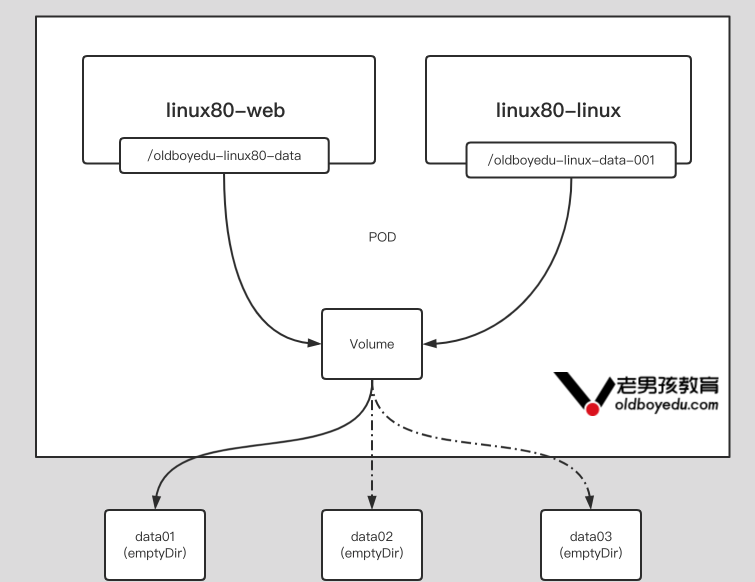 linux80-web
linux80-linux
/oldboyedu-linux80-data
/oldboyedu-linux-data-001
POD
Volume
老男孩教育
oldboyedu.com
data01
(emptyDir)
data02
(emptyDir)
data03
(emptyDir)